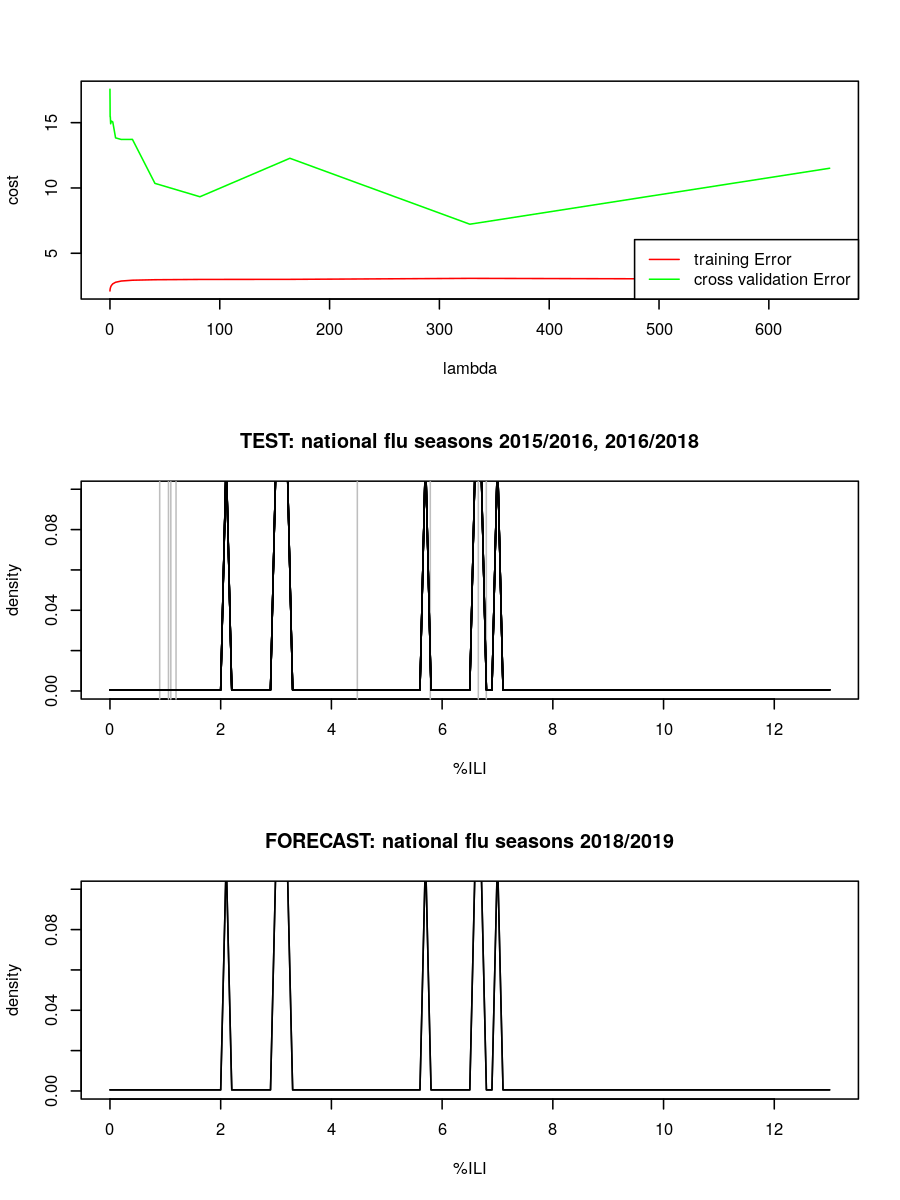 15
10
5
cost
training Error
cross validation Error
0 100 200 300 400 500 600
lambda
TEST: national flu seasons 2015/2016, 2016/2018
0.08
0.04
0.00
density
0 2 4 6 8 10 12
%ILI
FORECAST: national flu seasons 2018/2019
0.08
0.04
0.00
density
0 2 4 6 8 10 12
%ILI